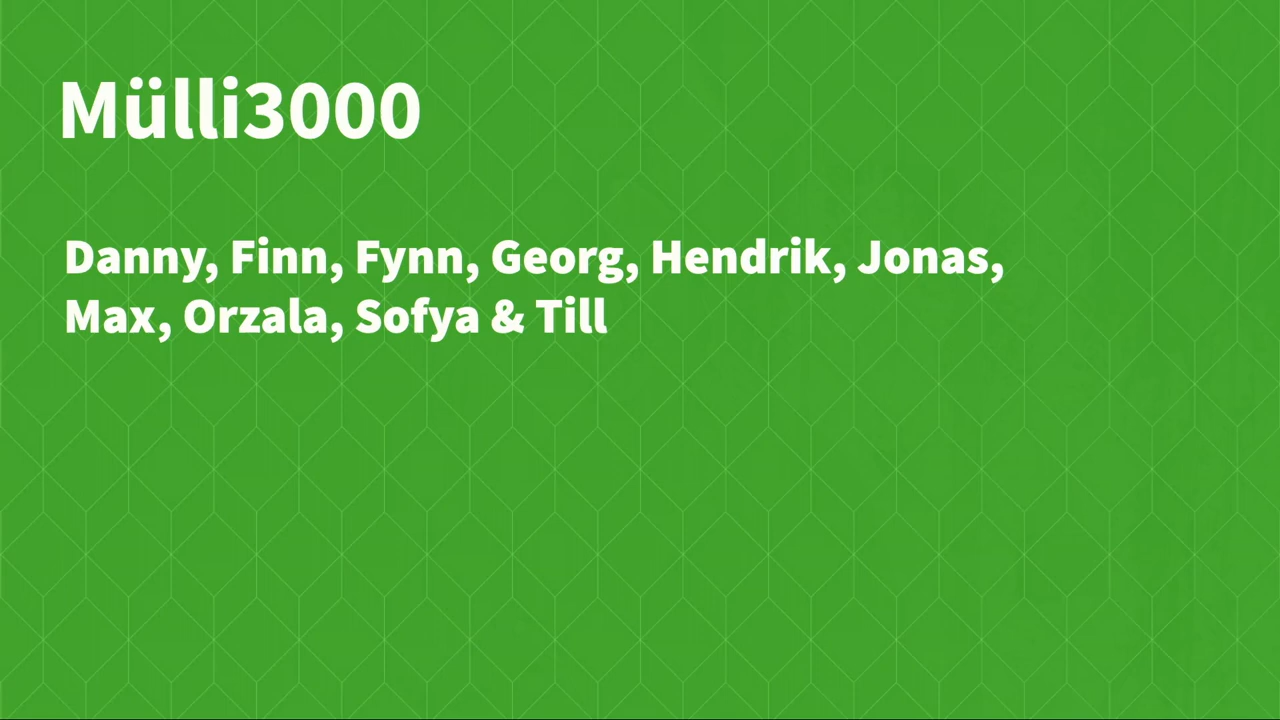 Mülli3000
Danny, Finn, Fynn, Georg, Hendrik, Jonas,
Max, Orzala, Sofya & Till